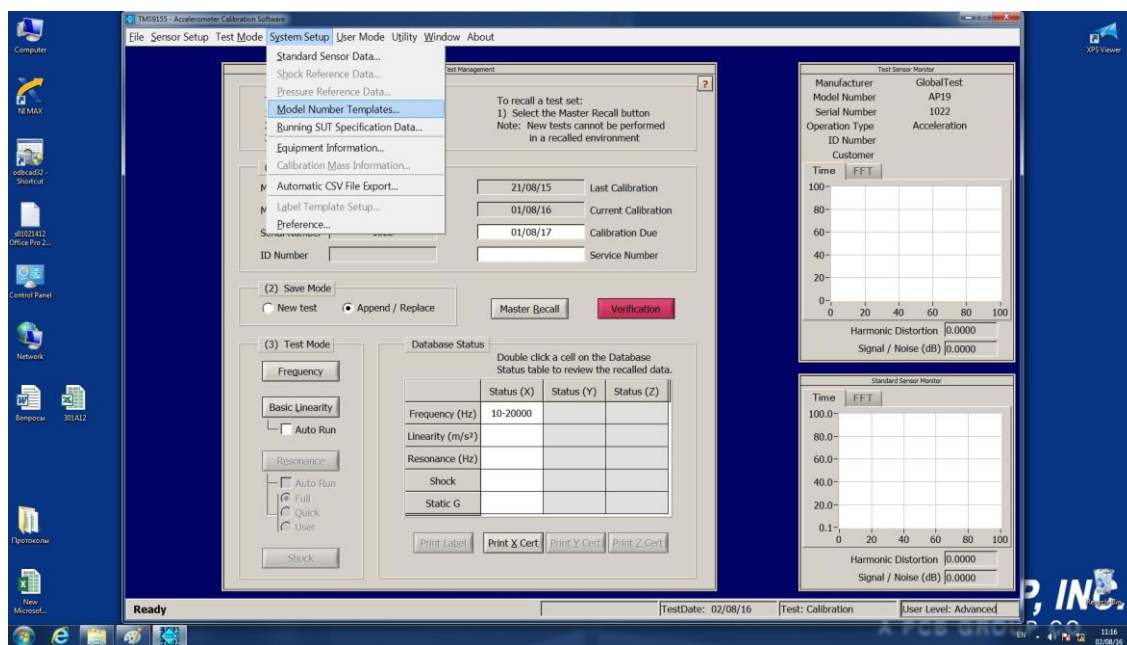 TMS9155 - Accelerometer Calibration Software
File Sensor Setup Test Mode System Setup User Mode Utility Window About
Standard Sensor Data...
Shock Reference Data...
Pressure Reference Data...
Model Number Templates...
Running SUT Specification Data...
Equipment Information...
Calibration Mass Information...
Automatic CSV File Export...
Label Template Setup...
Preference...
Test Management
?
To recall a test set:
1) Select the Master Recall button
Note: New tests cannot be performed
in a recalled environment
21/08/15 Last Calibration
01/08/16 Current Calibration
01/08/17 Calibration Due
ID Number
Service Number
(2) Save Mode
New test Append / Replace
Master Recall
Verification
(3) Test Mode
Frequency
Basic Linearity
Auto Run
Resonance
Auto Run
Full
Quick
User
Shock
Database Status
Double click a cell on the Database
Status table to review the recalled data.
Status (X) Status (Y) Status (Z)
Frequency (Hz) 10-20000
Linearity (m/s²)
Resonance (Hz)
Shock
Static G
Print Label Print X Cert Print Y Cert Print Z Cert
Test Sensor Monitor
Manufacturer GlobalTest
Model Number AP19
Serial Number 1022
Operation Type Acceleration
ID Number
Customer
Time FFT
100
80
60
40
20
0
0 20 40 60 80 100
Harmonic Distortion 0.0000
Signal / Noise (dB) 0.0000
Standard Sensor Monitor
Time FFT
100.0
80.0
60.0
40.0
20.0
0.1
0 20 40 60 80 100
Harmonic Distortion 0.0000
Signal / Noise (dB) 0.0000
Ready
TestDate: 02/08/16
Test: Calibration
User Level: Advanced
Computer
NI MAX
odbcad32 -
Shortcut
s01021412
Office Pro 2...
Control Panel
Network
Вопросы
301A12
Протоколы
New
Microsof...
XPS Viewer
P, INC.
Recycle Bin
A PCB GROUP CO
EN
11:16
02/08/16